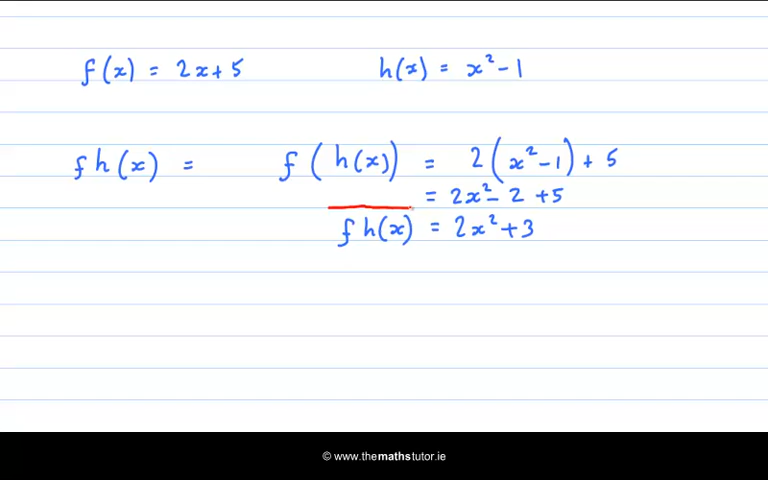 f(x) = 2x+5 h(x) = x²-1
fh(x) = f(h(x)) = 2(x²-1)+5
= 2x²-2+5
fh(x) = 2x²+3
© www.themathstutor.ie